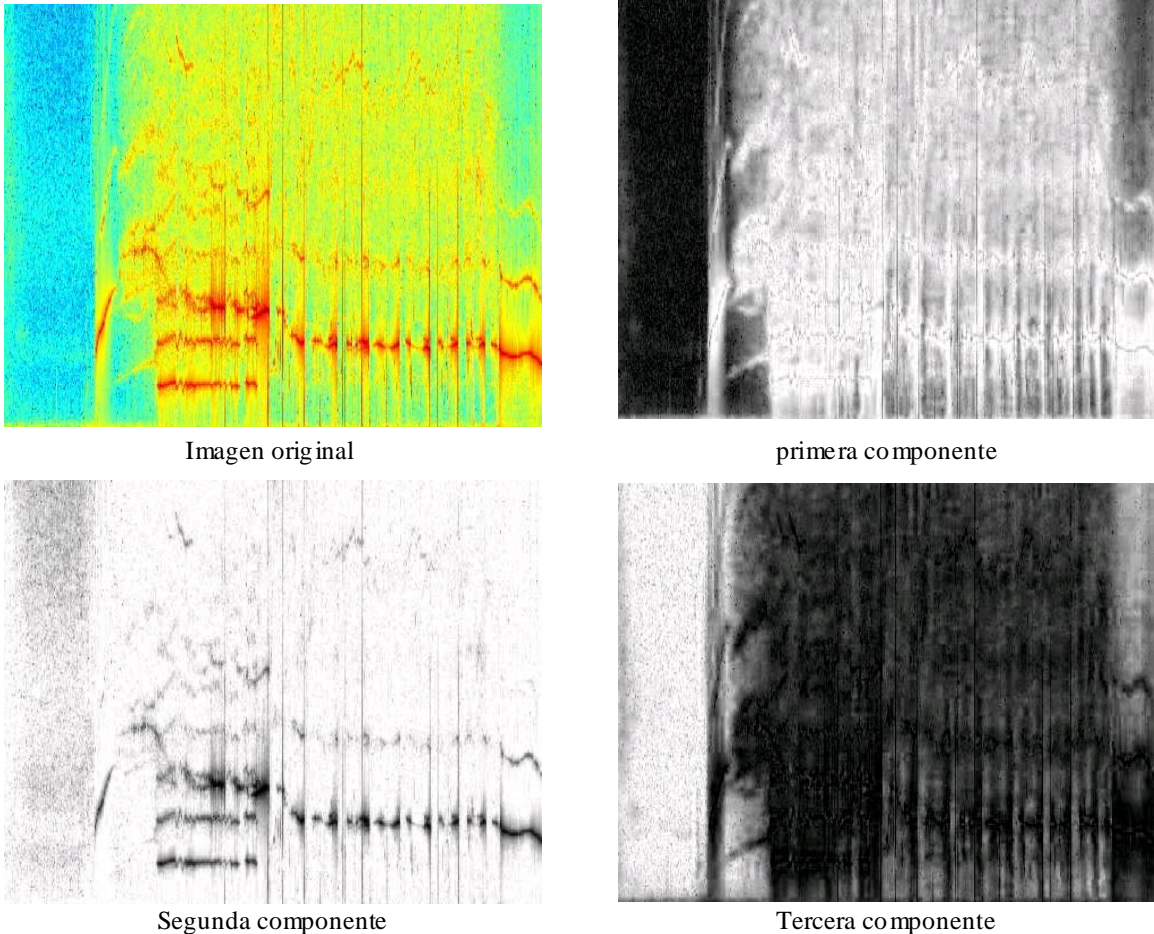 Imagen original
primera componente
Segunda componente
Tercera componente